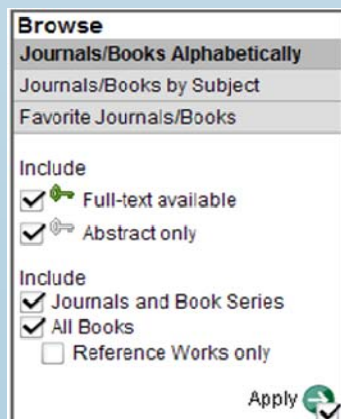 Browse
Journals/Books Alphabetically
Journals/Books by Subject
Favorite Journals/Books
Include
Full-text available
Abstract only
Include
Journals and Book Series
All Books
Reference Works only
Apply